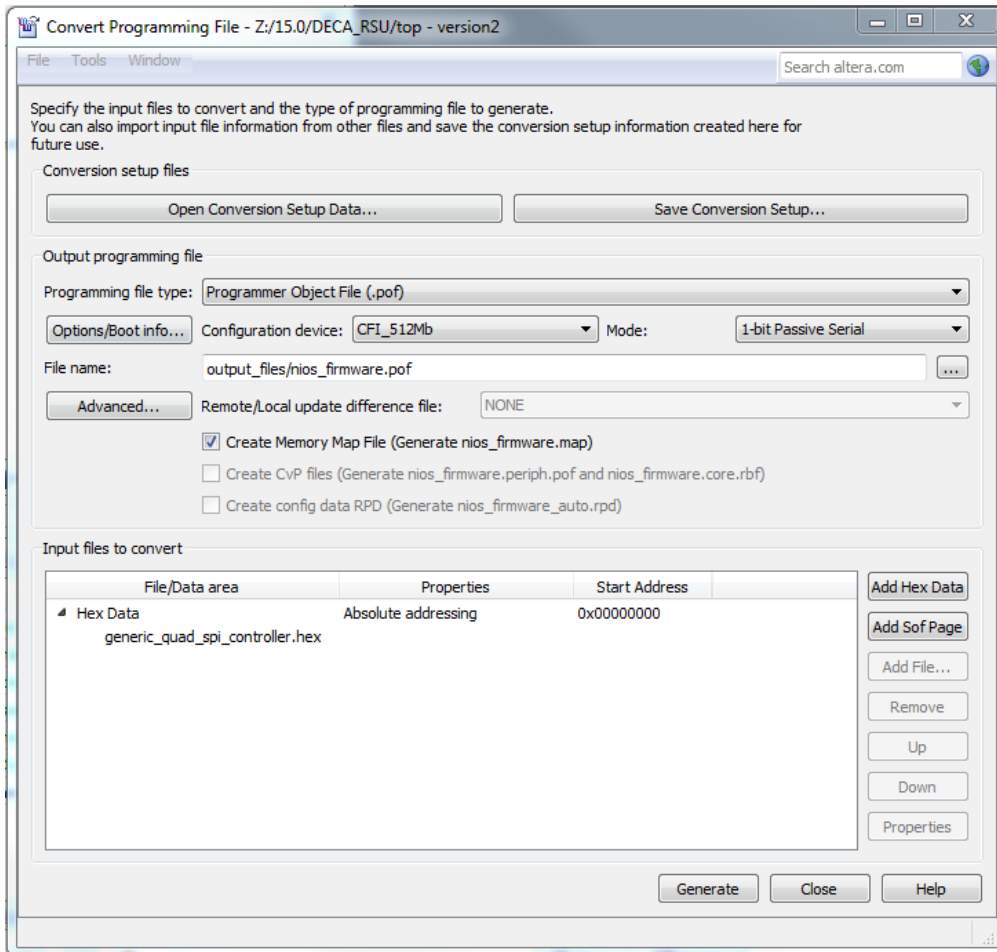 Convert Programming File - Z:/15.0/DECA_RSU/top - version2
File Tools Window
Search altera.com
Specify the input files to convert and the type of programming file to generate.
You can also import input file information from other files and save the conversion setup information created here for
future use.
Conversion setup files
Open Conversion Setup Data... Save Conversion Setup...
Output programming file
Programming file type: Programmer Object File (.pof)
Options/Boot info... Configuration device: CFI_512Mb Mode: 1-bit Passive Serial
File name: output_files/nios_firmware.pof ...
Advanced... Remote/Local update difference file: NONE
Create Memory Map File (Generate nios_firmware.map)
Create CvP files (Generate nios_firmware.periph.pof and nios_firmware.core.rbf)
Create config data RPD (Generate nios_firmware_auto.rpd)
Input files to convert
File/Data area Properties Start Address
Add Hex Data
Hex Data Absolute addressing 0x00000000
generic_quad_spi_controller.hex
Add Sof Page
Add File...
Remove
Up
Down
Properties
Generate Close Help